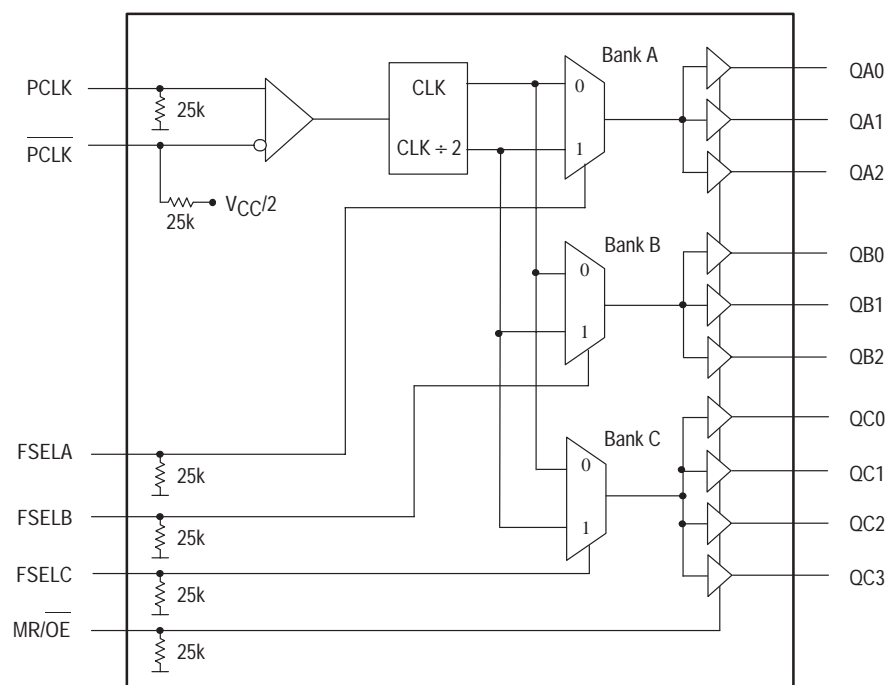 PCLK
25k
PCLK
25k
VCC/2
CLK
CLK ÷ 2
Bank A
0
1
QA0
QA1
QA2
Bank B
0
1
QB0
QB1
QB2
Bank C
0
1
QC0
QC1
QC2
QC3
FSELA
25k
FSELB
25k
FSELC
25k
MR/OE
25k